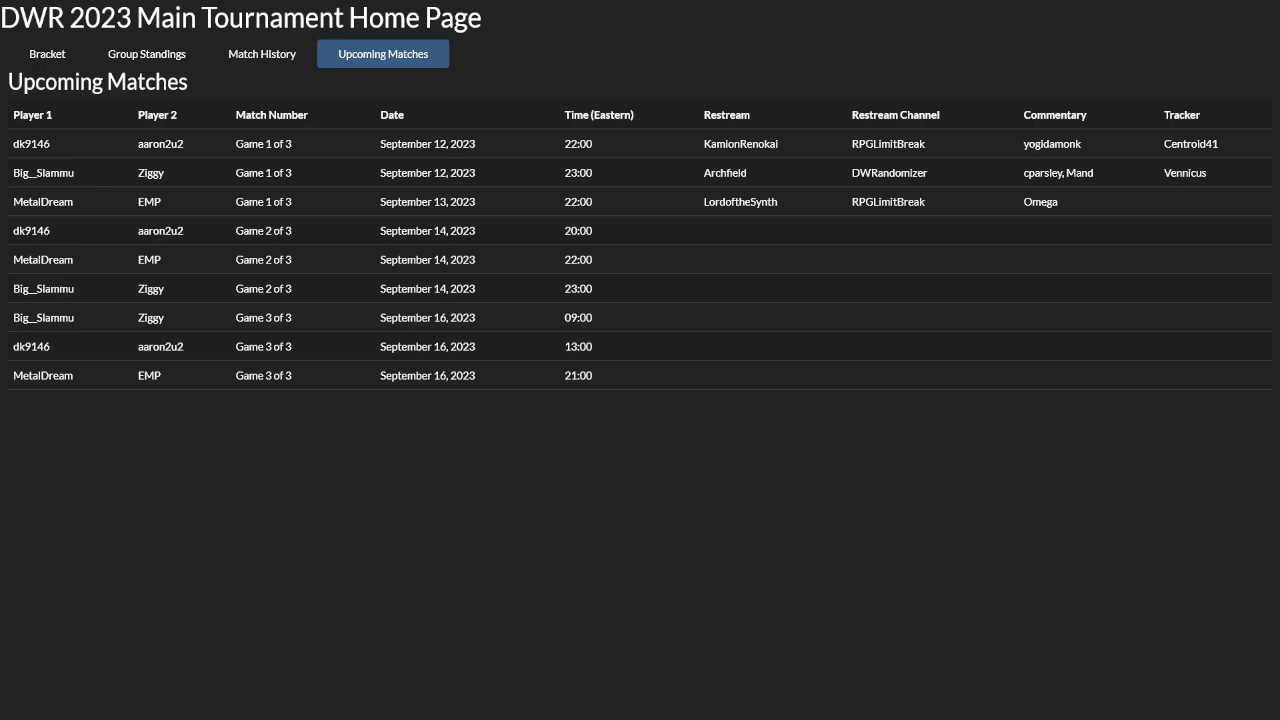 DWR 2023 Main Tournament Home Page
Bracket Group Standings Match History Upcoming Matches
Upcoming Matches
Player 1 Player 2 Match Number Date Time (Eastern) Restream Restream Channel Commentary Tracker
dk9146 aaron2u2 Game 1 of 3 September 12, 2023 22:00 KamionRenokai RPGLimitBreak yogidamonk Centroid41
Big__Slammu Ziggy Game 1 of 3 September 12, 2023 23:00 Archfield DWRandomizer cparsley, Mand Vennicus
MetalDream EMP Game 1 of 3 September 13, 2023 22:00 LordoftheSynth RPGLimitBreak Omega
dk9146 aaron2u2 Game 2 of 3 September 14, 2023 20:00
MetalDream EMP Game 2 of 3 September 14, 2023 22:00
Big__Slammu Ziggy Game 2 of 3 September 14, 2023 23:00
Big__Slammu Ziggy Game 3 of 3 September 16, 2023 09:00
dk9146 aaron2u2 Game 3 of 3 September 16, 2023 13:00
MetalDream EMP Game 3 of 3 September 16, 2023 21:00